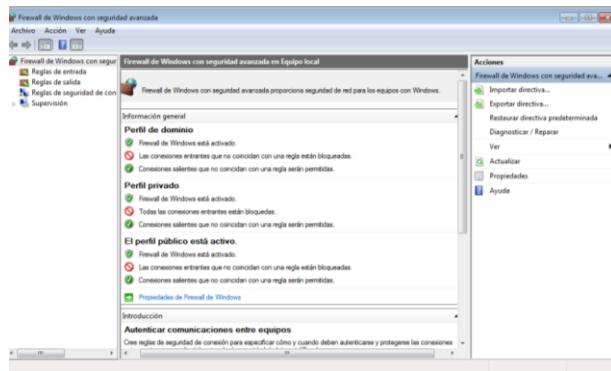 Firewall de Windows con seguridad avanzada
Archivo Acción Ver Ayuda
Firewall de Windows con segur
Reglas de entrada
Reglas de salida
Reglas de seguridad de con
Supervisión
Firewall de Windows con seguridad avanzada en Equipo local
Firewall de Windows con seguridad avanzada proporciona seguridad de red para los equipos con Windows.
Información general
Perfil de dominio
Firewall de Windows está activado.
Las conexiones entrantes que no coincidan con una regla están bloqueadas.
Conexiones salientes que no coincidan con una regla serán permitidas.
Perfil privado
Firewall de Windows está activado.
Todas las conexiones entrantes están bloquedas.
Conexiones salientes que no coincidan con una regla serán permitidas.
El perfil público está activo.
Firewall de Windows está activado.
Las conexiones entrantes que no coincidan con una regla están bloqueadas.
Conexiones salientes que no coincidan con una regla serán permitidas.
Propiedades de Firewall de Windows
Introducción
Autenticar comunicaciones entre equipos
Cree reglas de seguridad de conexión para especificar cómo y cuándo deben autenticarse y protegerse las conexiones
Acciones
Firewall de Windows con seguridad ava...
Importar directiva...
Exportar directiva...
Restaurar directiva predeterminada
Diagnosticar / Reparar
Ver
Actualizar
Propiedades
Ayuda